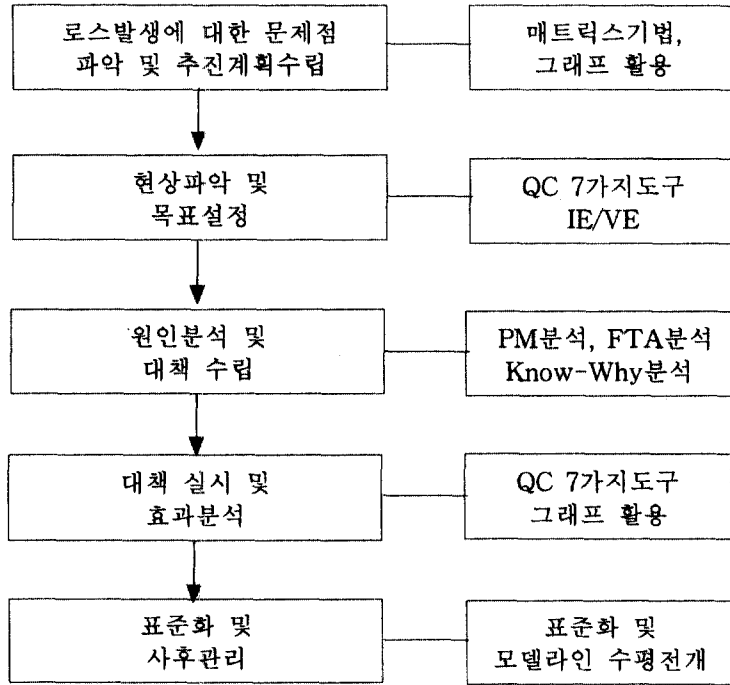 로스발생에 대한 문제점
파악 및 추진계획수립
매트릭스기법,
그래프 활용
현상파악 및
목표설정
QC 7가지도구
IE/VE
원인분석 및
대책 수립
PM분석, FTA분석
Know-Why분석
대책 실시 및
효과분석
QC 7가지도구
그래프 활용
표준화 및
사후관리
표준화 및
모델라인 수평전개